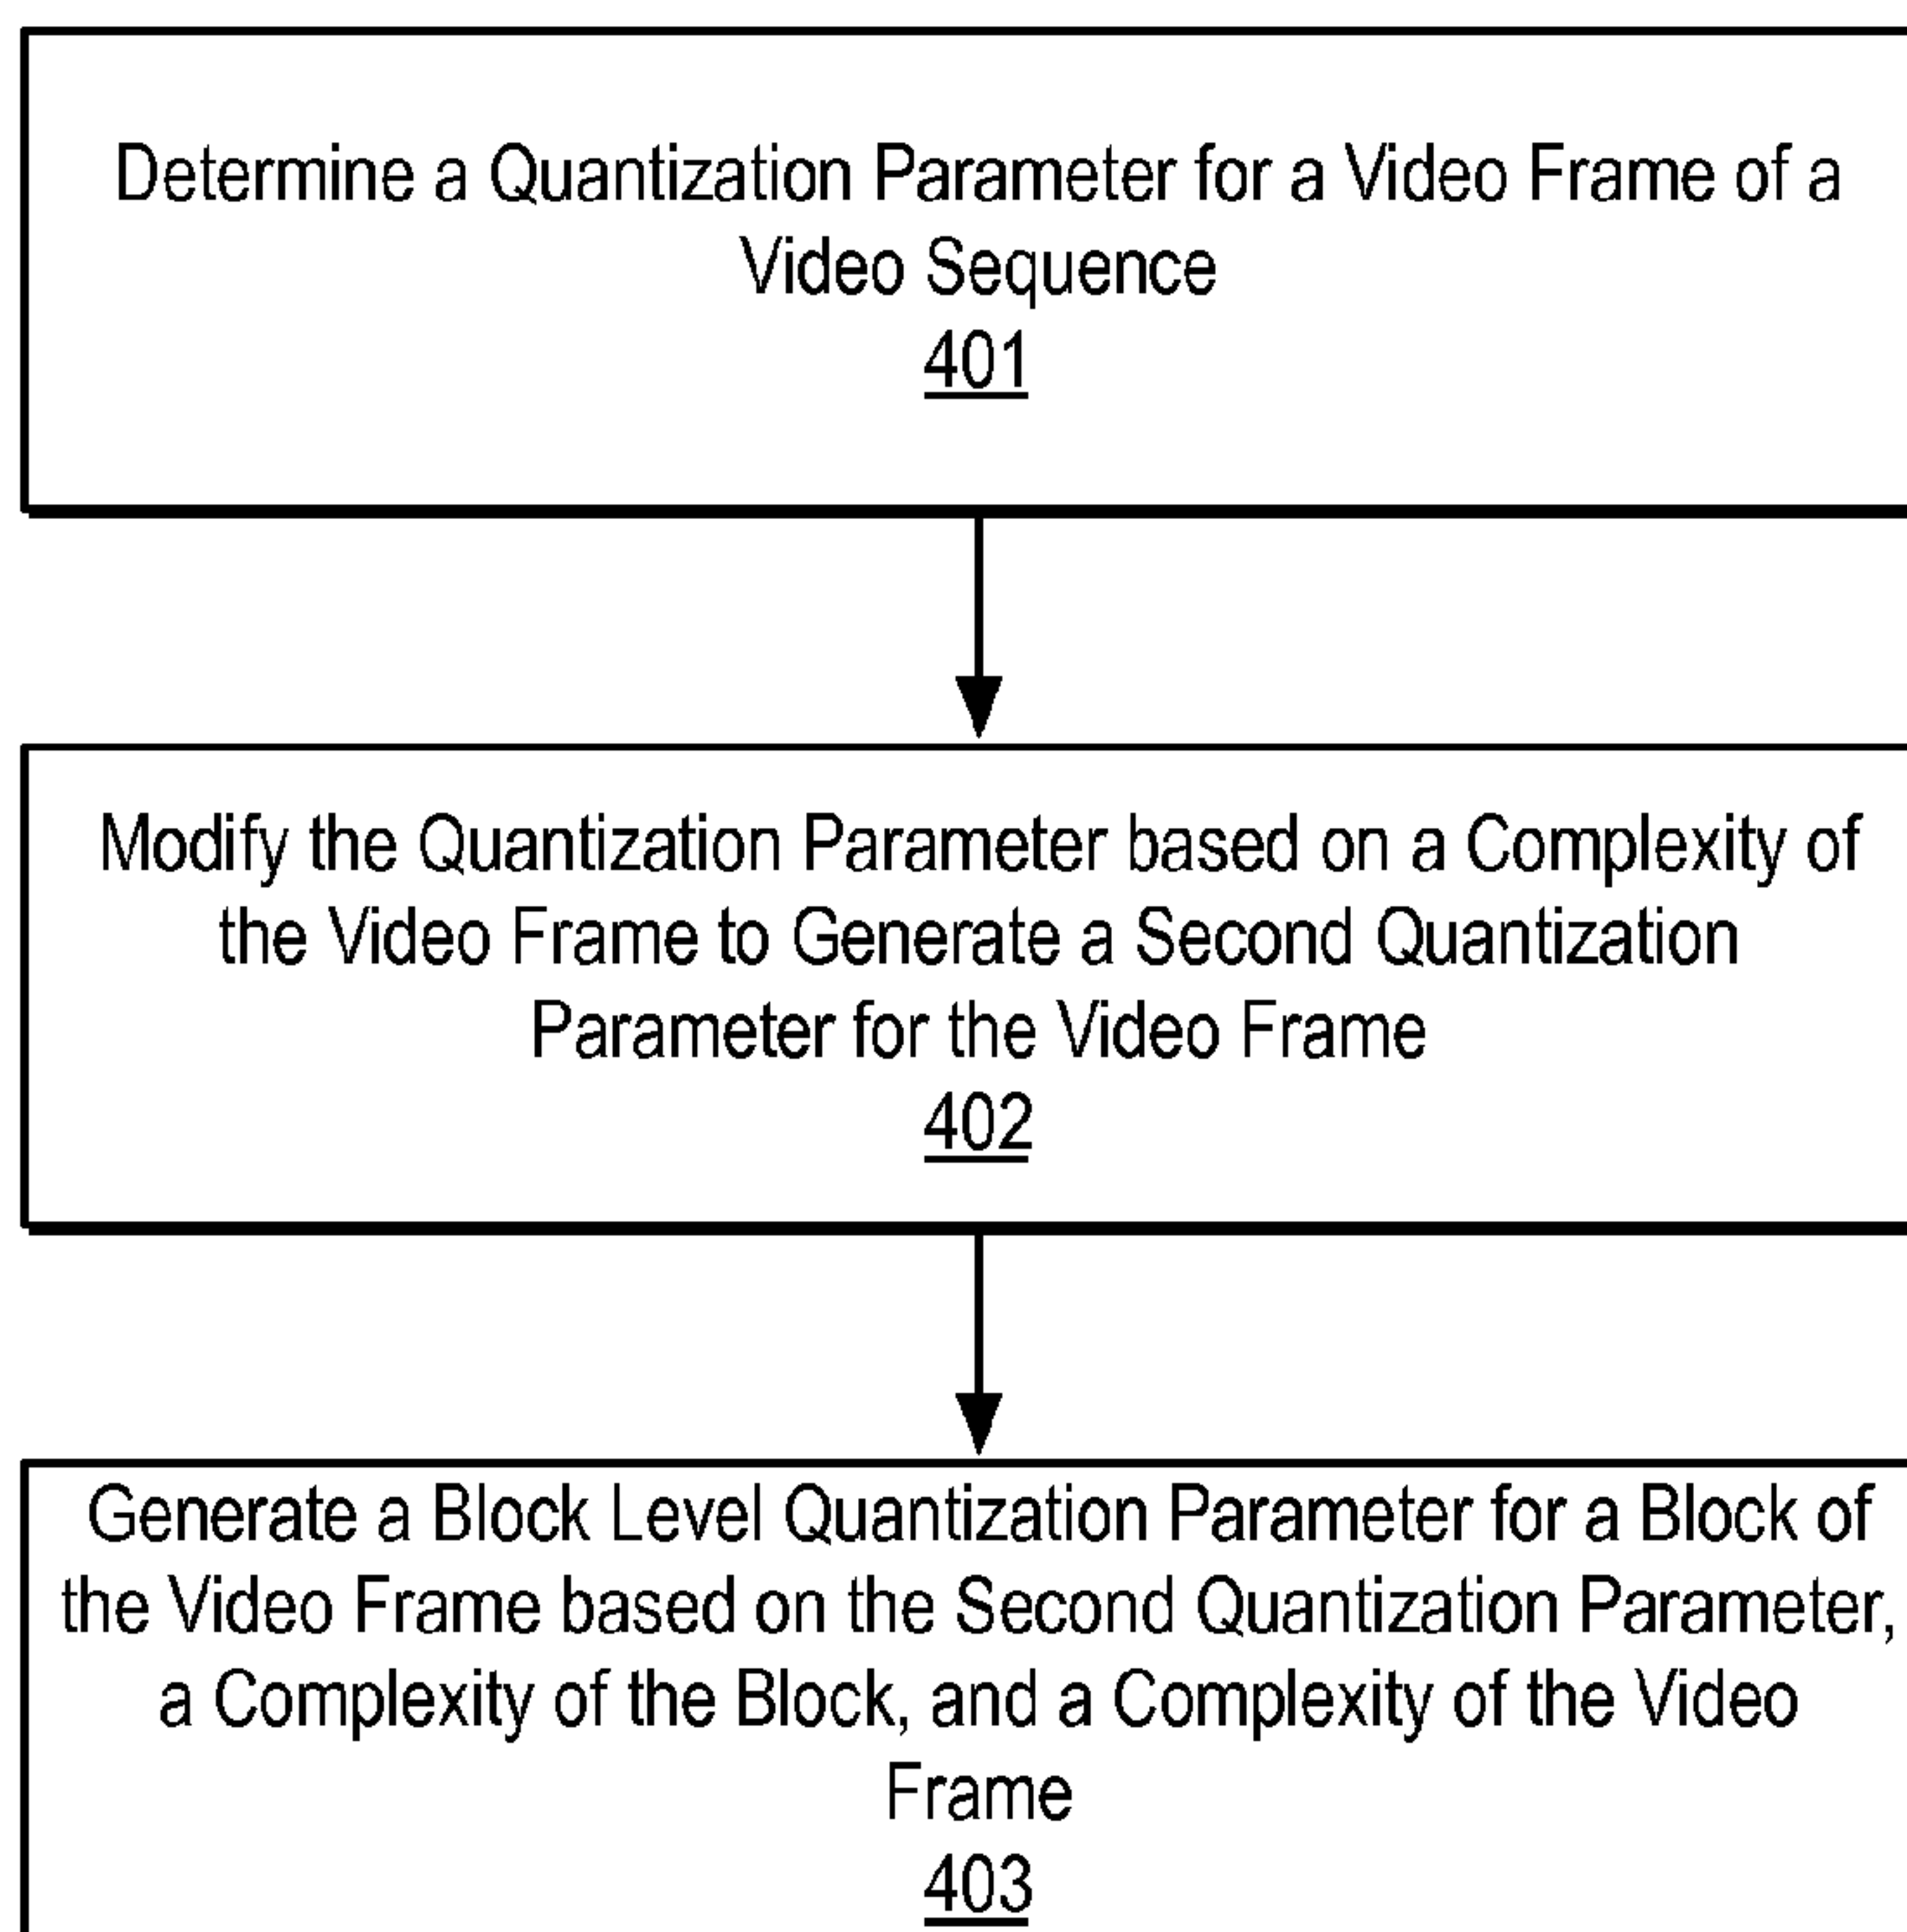 Determine a Quantization Parameter for a Video Frame of a
Video Sequence
401
Modify the Quantization Parameter based on a Complexity of
the Video Frame to Generate a Second Quantization
Parameter for the Video Frame
402
Generate a Block Level Quantization Parameter for a Block of
the Video Frame based on the Second Quantization Parameter,
a Complexity of the Block, and a Complexity of the Video
Frame
403